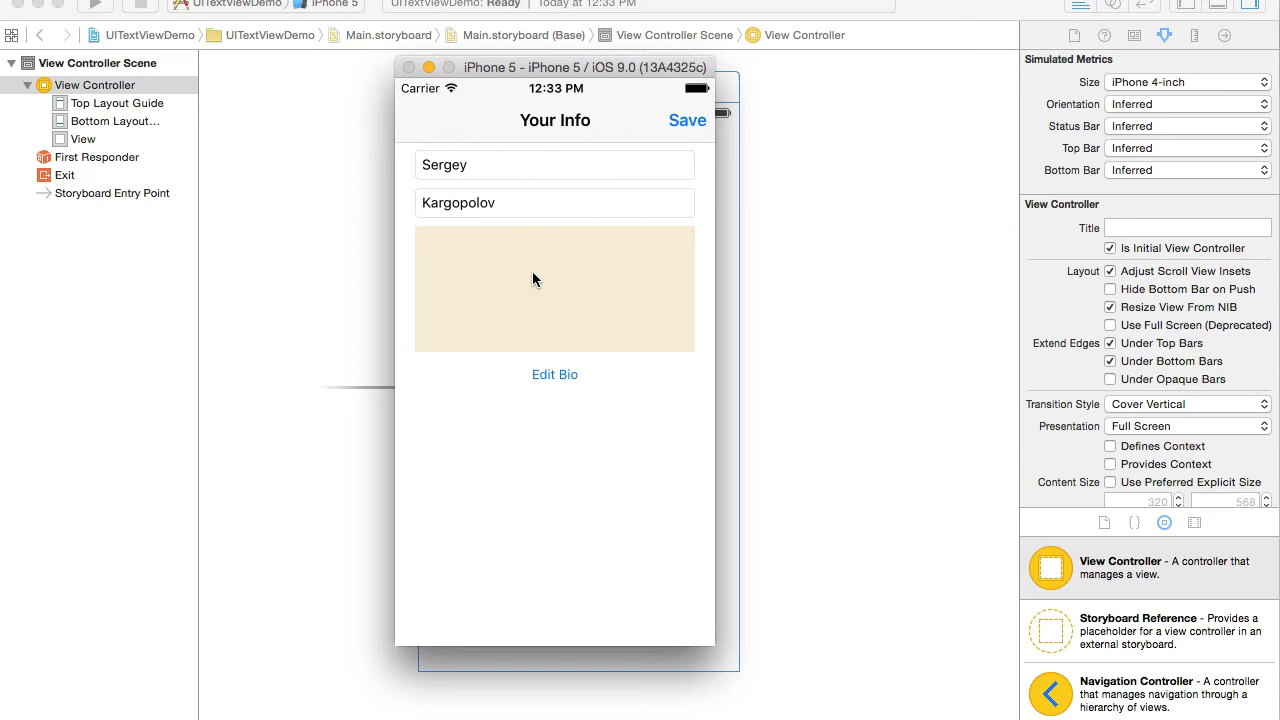 UITextViewDemo
iPhone 5
UITextViewDemo: Ready | Today at 12:33 PM
UITextViewDemo
UITextViewDemo
Main.storyboard
Main.storyboard (Base)
View Controller Scene
View Controller
View Controller Scene
View Controller
Top Layout Guide
Bottom Layout...
View
First Responder
Exit
Storyboard Entry Point
iPhone 5 - iPhone 5 / iOS 9.0 (13A4325c)
Carrier
12:33 PM
Your Info
Save
Sergey
Kargopolov
Edit Bio
Simulated Metrics
Size iPhone 4-inch
Orientation Inferred
Status Bar Inferred
Top Bar Inferred
Bottom Bar Inferred
View Controller
Title
Is Initial View Controller
Layout Adjust Scroll View Insets
Hide Bottom Bar on Push
Resize View From NIB
Use Full Screen (Deprecated)
Extend Edges Under Top Bars
Under Bottom Bars
Under Opaque Bars
Transition Style Cover Vertical
Presentation Full Screen
Defines Context
Provides Context
Content Size Use Preferred Explicit Size
320 568
View Controller - A controller that
manages a view.
Storyboard Reference - Provides a
placeholder for a view controller in an
external storyboard.
Navigation Controller - A controller
that manages navigation through a
hierarchy of views.